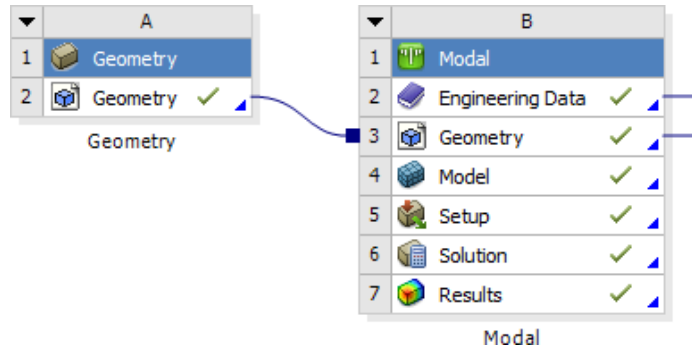 A
1 Geometry
2 Geometry
Geometry
B
1 Modal
2 Engineering Data
3 Geometry
4 Model
5 Setup
6 Solution
7 Results
Modal